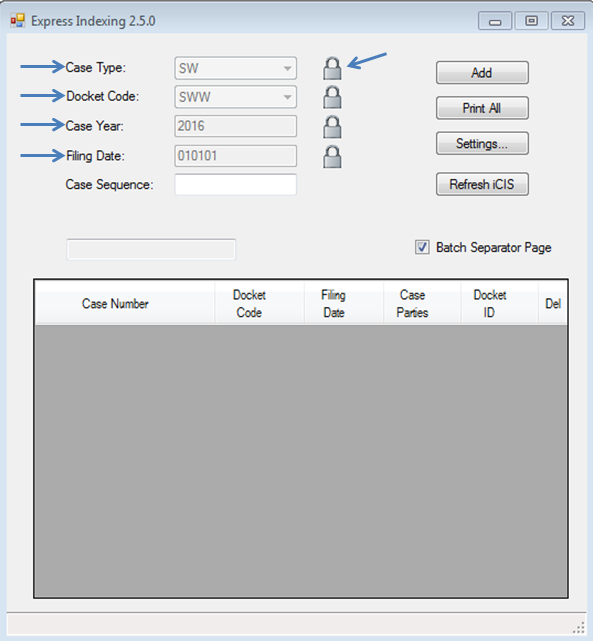 Express Indexing 2.5.0
Case Type: SW
Add
Docket Code: SWW
Print All
Case Year: 2016
Settings...
Filing Date: 010101
Case Sequence:
Refresh iCIS
Batch Separator Page
Case Number
Docket
Code
Filing
Date
Case
Parties
Docket
ID
Del